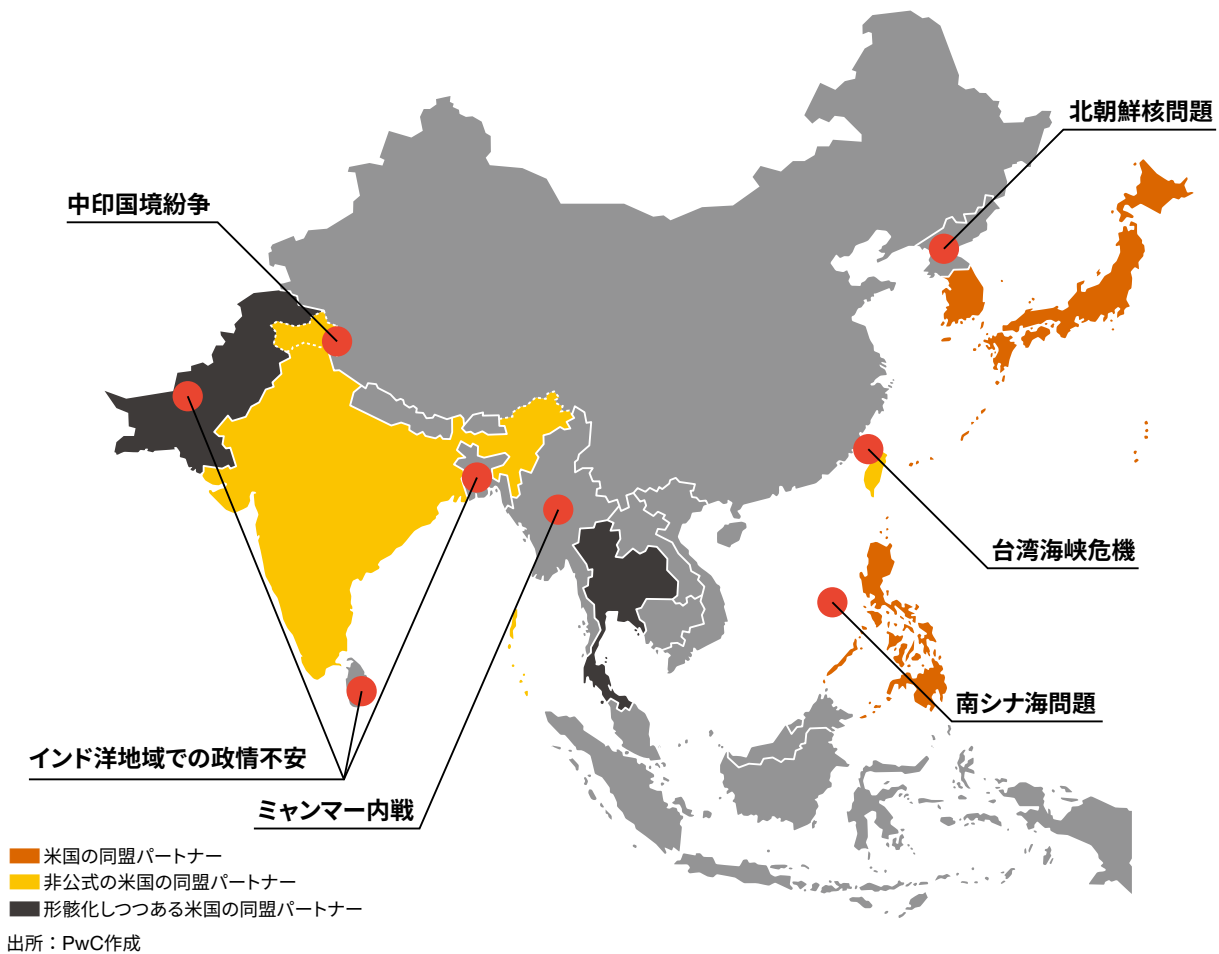 北朝鮮核問題
中印国境紛争
台湾海峡危機
南シナ海問題
インド洋地域での政情不安
ミャンマー内戦
米国の同盟パートナー
非公式の米国の同盟パートナー
形骸化しつつある米国の同盟パートナー
出所：PwC作成